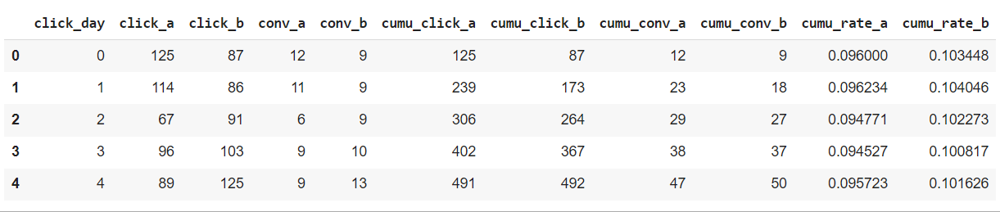 click_day click_a click_b conv_a conv_b cumu_click_a cumu_click_b cumu_conv_a cumu_conv_b cumu_rate_a cumu_rate_b
0 0 125 87 12 9 125 87 12 9 0.096000 0.103448
1 1 114 86 11 9 239 173 23 18 0.096234 0.104046
2 2 67 91 6 9 306 264 29 27 0.094771 0.102273
3 3 96 103 9 10 402 367 38 37 0.094527 0.100817
4 4 89 125 9 13 491 492 47 50 0.095723 0.101626